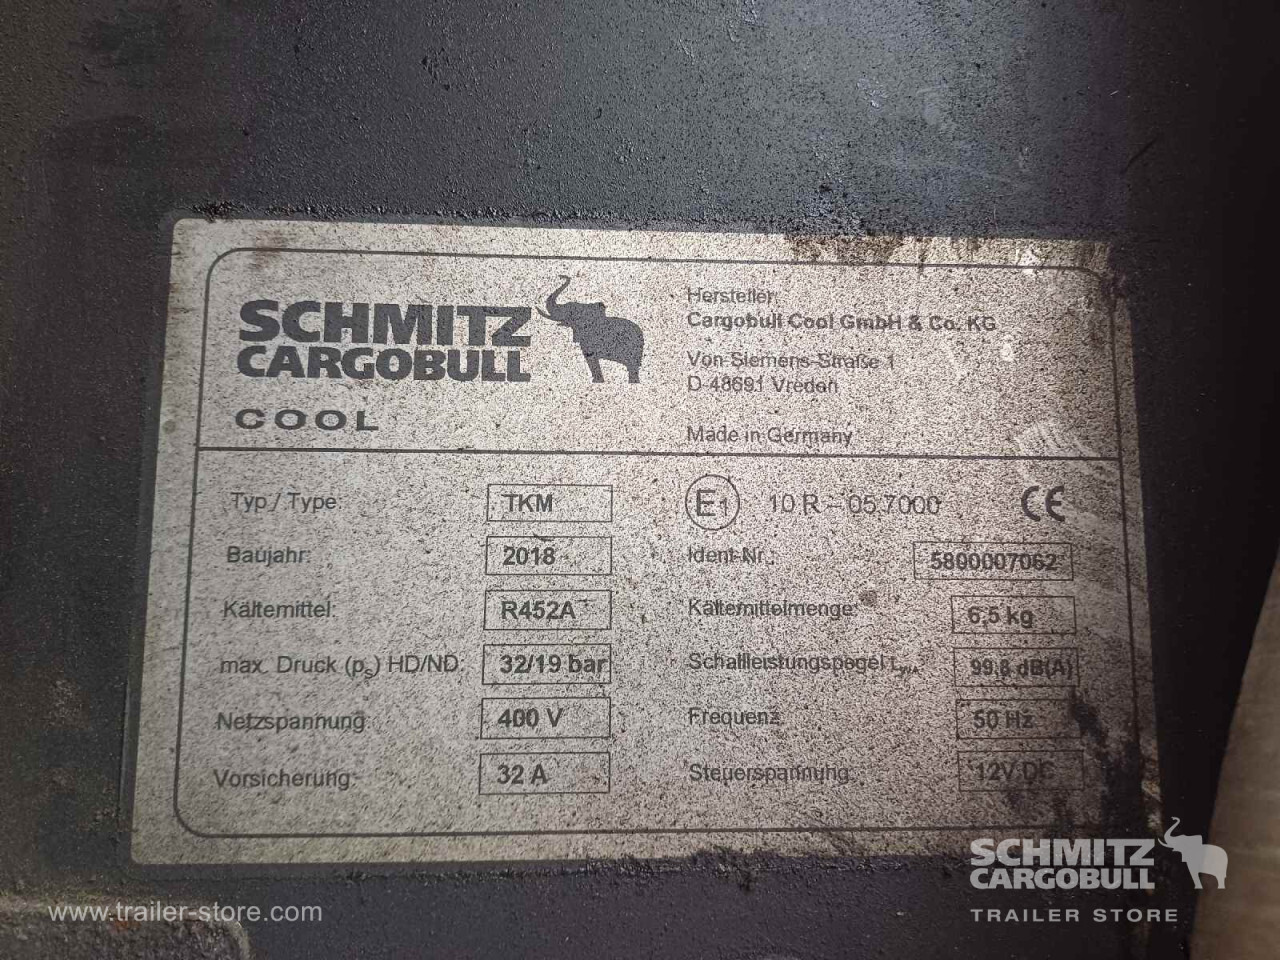 SCHMITZ
CARGOBULL
COOL
Hersteller:
Cargobull Cool GmbH & Co. KG
Von-Siemens-Straße 1
D-48691 Vreden
Made in Germany
Typ / Type: TKM E1 10 R – 05.7000 CE
Baujahr: 2018 Ident-Nr.: 5800007062
Kältemittel: R452A Kältemittelmenge: 6,5 kg
max. Druck (ps) HD/ND: 32/19 bar Schallleistungspegel 99,8 dB(A)
Netzspannung: 400 V Frequenz: 50 Hz
Vorsicherung: 32 A Steuerspannung: 12V DC
SCHMITZ
CARGOBULL
TRAILER STORE
www.trailer-store.com